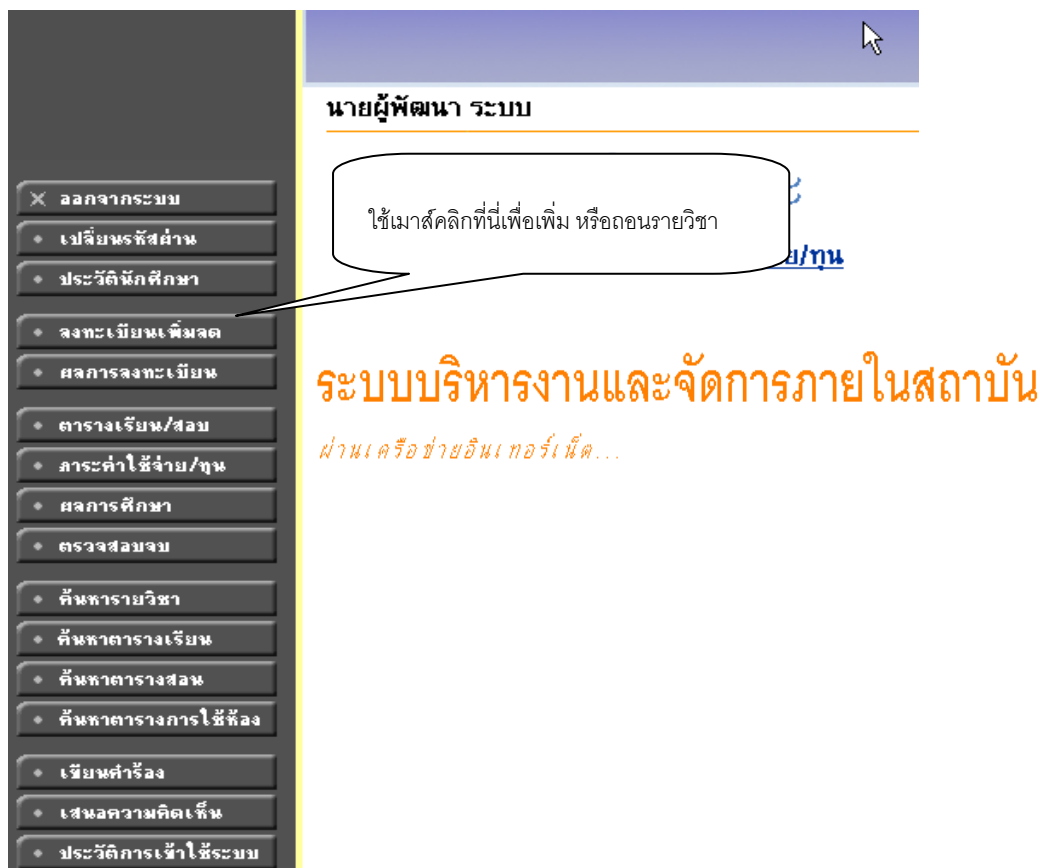 นายผู้พัฒนา ระบบ
ออกจากระบบ
เปลี่ยนรหัสผ่าน
ประวัตินักศึกษา
ลงทะเบียนเพิ่มลด
ผลการลงทะเบียน
ตารางเรียน/สอบ
ภาระค่าใช้จ่าย/ทุน
ผลการศึกษา
ตรวจสอบจบ
ค้นหารายวิชา
ค้นหาตารางเรียน
ค้นหาตารางสอน
ค้นหาตารางการใช้ห้อง
เขียนคำร้อง
เสนอความคิดเห็น
ประวัติการเข้าใช้ระบบ
ใช้เมาส์คลิกที่นี่เพื่อเพิ่ม หรือถอนรายวิชา
ย/ทุน
ระบบบริหารงานและจัดการภายในสถาบัน
ผ่านเครือข่ายอินเทอร์เน็ต...